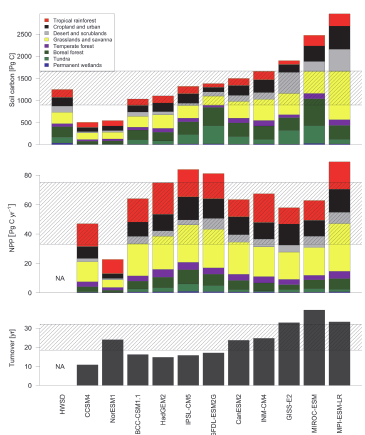 Tropical rainforest
Cropland and urban
Desert and scrublands
Grasslands and savanna
Temperate forest
Boreal forest
Tundra
Permanent wetlands
Soil carbon [Pg C]
2500
2000
1500
1000
500
0
NPP [Pg C yr⁻¹]
80
60
40
20
0
NA
Turnover [yr]
30
20
10
0
NA
HWSD
CCSM4
NorESM1
BCC-CSM1.1
HadGEM2
IPSL-CM5
GFDL-ESM2G
CanESM2
INM-CM4
GISS-E2
MIROC-ESM
MPI-ESM-LR